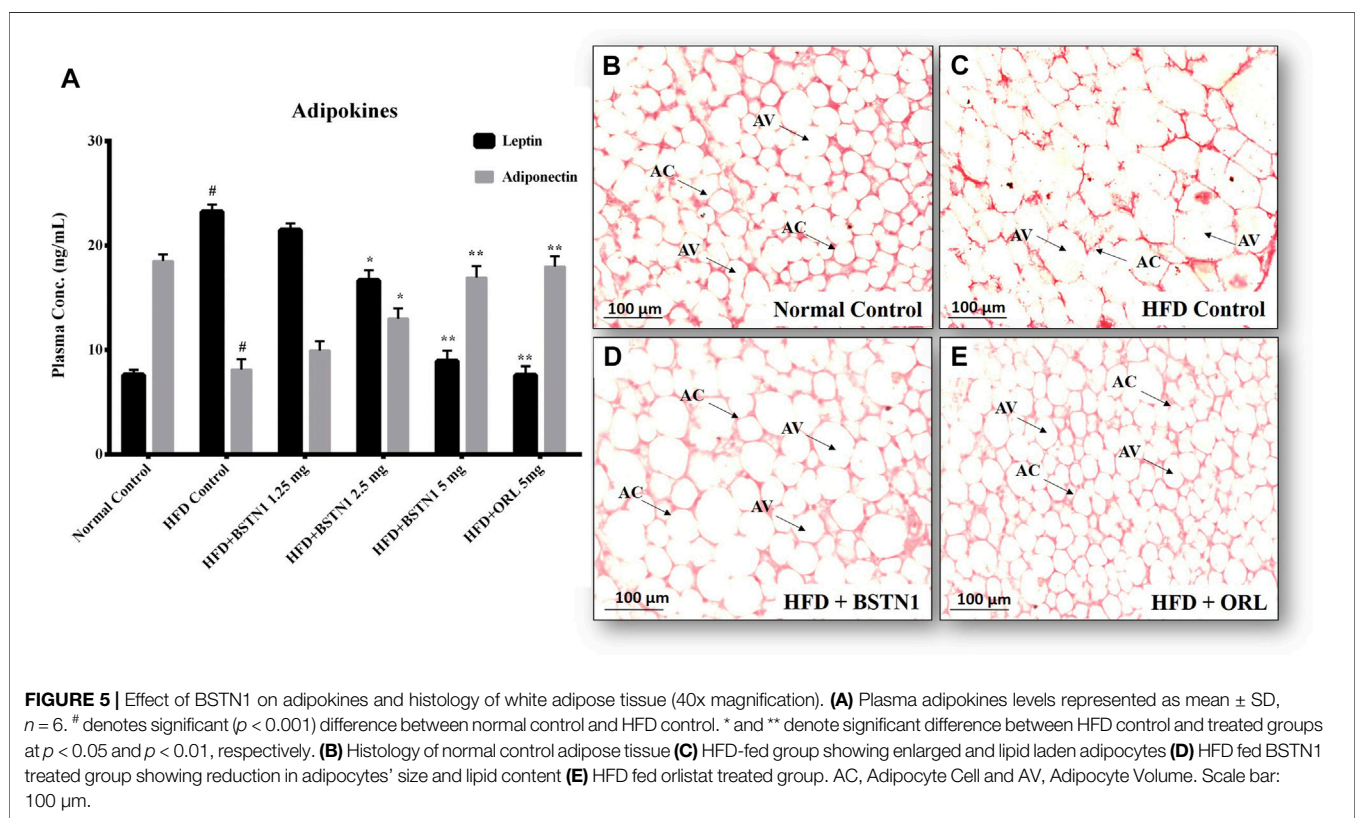 A
Adipokines
Leptin
Adiponectin
Plasma Conc. (ng/mL)
30
20
10
0
#
#
*
*
**
**
**
**
Normal Control
HFD Control
HFD+BSTN1 1.25 mg
HFD+BSTN1 2.5 mg
HFD+BSTN1 5 mg
HFD+ORL 5mg
B
AV
AC
AC
AV
100 µm
Normal Control
C
AV
AV
AC
100 µm
HFD Control
D
AC
AV
AC
AV
100 µm
HFD + BSTN1
E
AC
AV
AV
AC
100 µm
HFD + ORL
FIGURE 5 | Effect of BSTN1 on adipokines and histology of white adipose tissue (40x magnification). (A) Plasma adipokines levels represented as mean ± SD,
n = 6. # denotes significant (p < 0.001) difference between normal control and HFD control. * and ** denote significant difference between HFD control and treated groups
at p < 0.05 and p < 0.01, respectively. (B) Histology of normal control adipose tissue (C) HFD-fed group showing enlarged and lipid laden adipocytes (D) HFD fed BSTN1
treated group showing reduction in adipocytes' size and lipid content (E) HFD fed orlistat treated group. AC, Adipocyte Cell and AV, Adipocyte Volume. Scale bar:
100 µm.